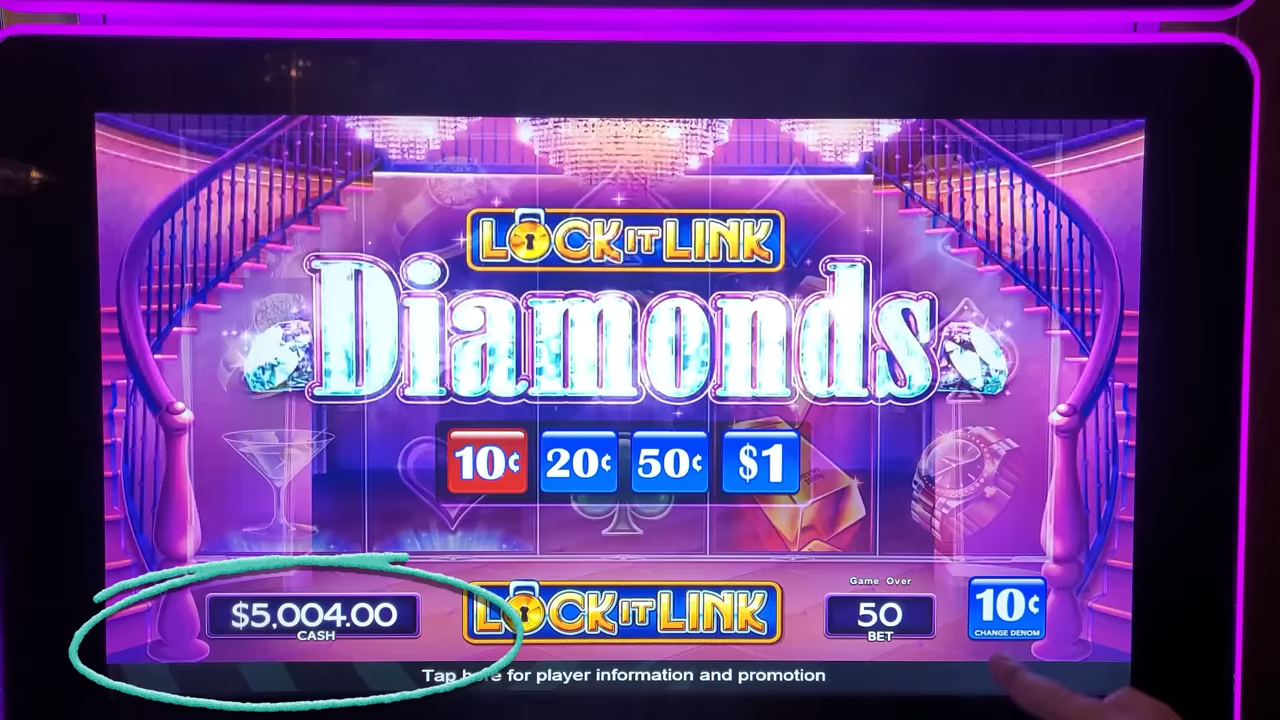 LOCK IT LINK
Diamonds
10¢ 20¢ 50¢ $1
$5,004.00
CASH
LOCK IT LINK
Game Over
50
BET
10¢
CHANGE DENOM
Tap here for player information and promotion